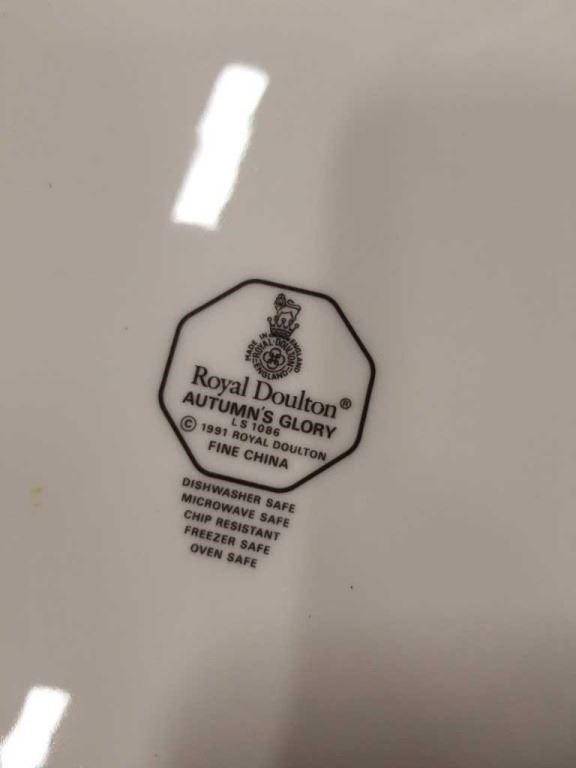 MADE IN ENGLAND
ROYAL · DOULTON
ENGLAND
Royal Doulton®
AUTUMN'S GLORY
LS 1086
© 1991 ROYAL DOULTON
FINE CHINA
DISHWASHER SAFE
MICROWAVE SAFE
CHIP RESISTANT
FREEZER SAFE
OVEN SAFE